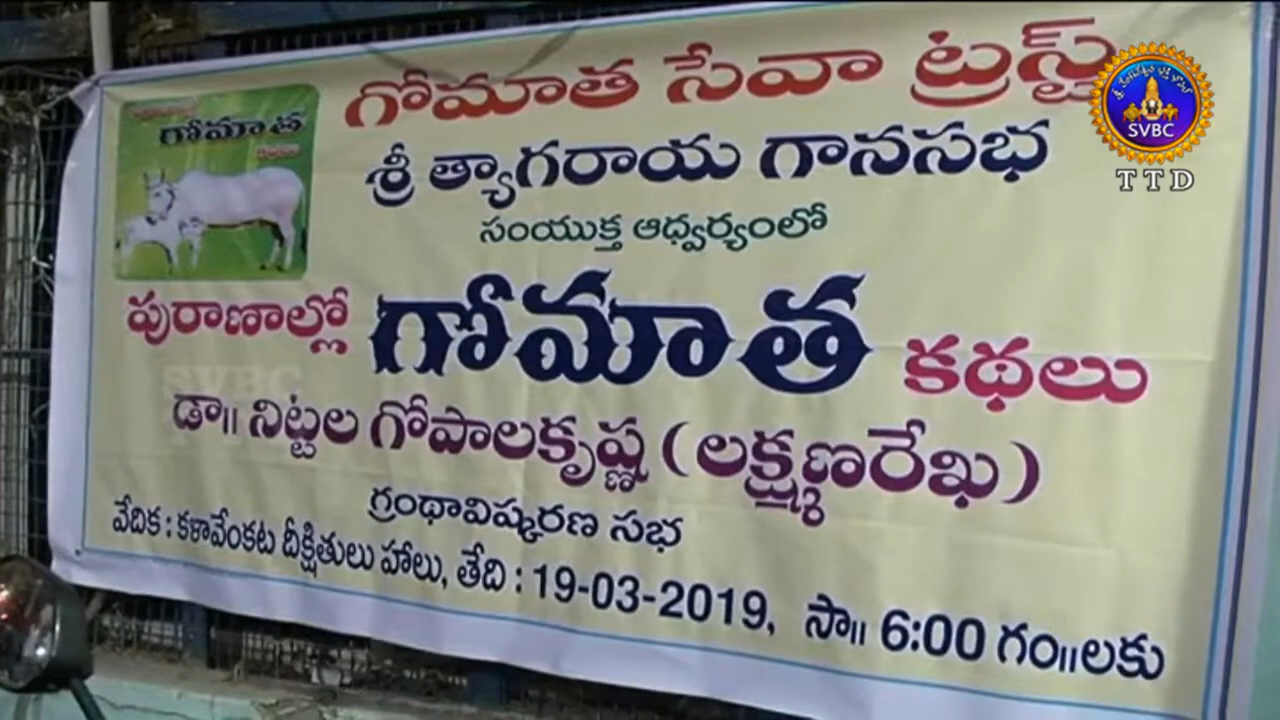 గోమాత సేవా ట్రస్ట్
శ్రీ త్యాగరాయ గానసభ
సంయుక్త ఆధ్వర్యంలో
గోమాత
పురాణాల్లో గోమాత కథలు
డా॥ నిట్టల గోపాలకృష్ణ (లక్ష్మణరేఖ)
గ్రంథావిష్కరణ సభ
వేదిక : కళావేంకట దీక్షితులు హాలు, తేది : 19-03-2019, సా॥ 6:00 గం॥లకు
SVBC
TTD
SVBC